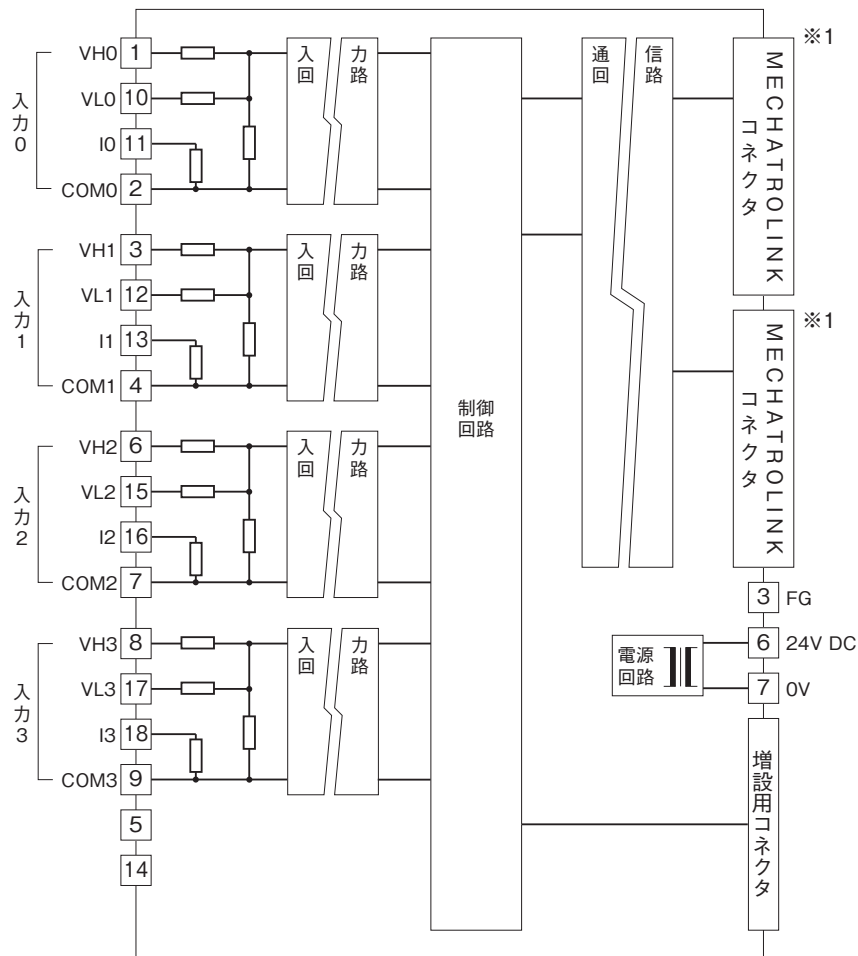 入力0
VH0 1
VL0 10
I0 11
COM0 2
入力回路
入力1
VH1 3
VL1 12
I1 13
COM1 4
入力回路
入力2
VH2 6
VL2 15
I2 16
COM2 7
入力回路
入力3
VH3 8
VL3 17
I3 18
COM3 9
入力回路
5
14
制御
回路
通信
回路
MECHATROLINK
コネクタ
※1
MECHATROLINK
コネクタ
※1
3 FG
電源
回路
6 24V DC
7 0V
増設用コネクタ